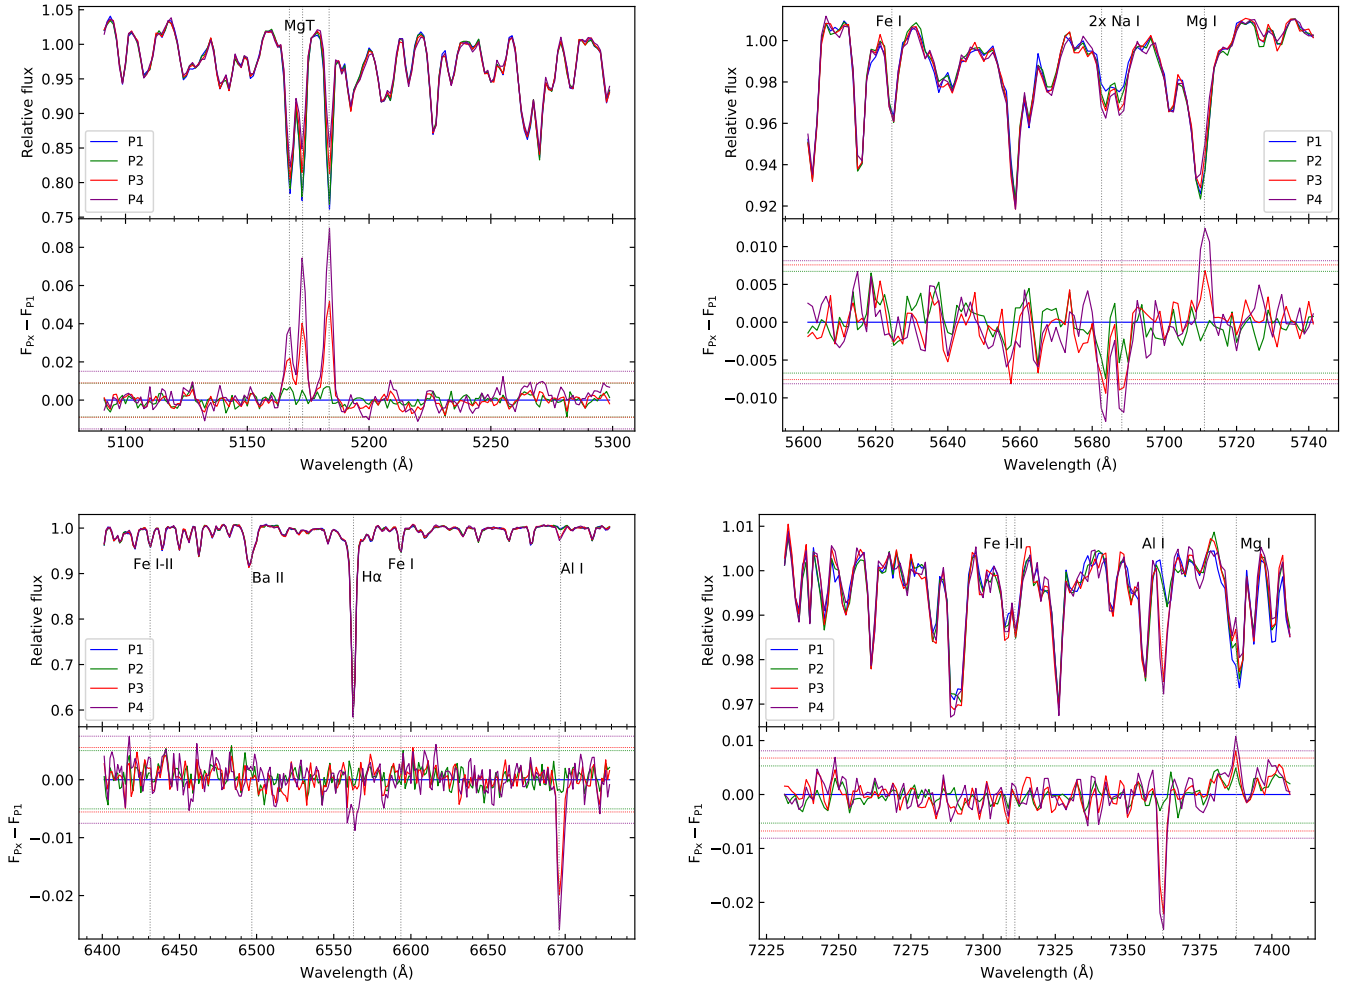 MgT
1.05
1.00
0.95
0.90
0.85
0.80
0.75
Relative flux
P1
P2
P3
P4
0.08
0.06
0.04
0.02
0.00
F_Px − F_P1
5100 5150 5200 5250 5300
Wavelength (Å)
Fe I 2x Na I Mg I
1.00
0.98
0.96
0.94
0.92
Relative flux
P1
P2
P3
P4
0.010
0.005
0.000
−0.005
−0.010
F_Px − F_P1
5600 5620 5640 5660 5680 5700 5720 5740
Wavelength (Å)
1.0
0.9
0.8
0.7
0.6
Relative flux
Fe I-II Ba II Hα Fe I Al I
P1
P2
P3
P4
0.00
−0.01
−0.02
F_Px − F_P1
6400 6450 6500 6550 6600 6650 6700
Wavelength (Å)
1.01
1.00
0.99
0.98
0.97
Relative flux
Fe I-II Al I Mg I
P1
P2
P3
P4
0.01
0.00
−0.01
−0.02
F_Px − F_P1
7225 7250 7275 7300 7325 7350 7375 7400
Wavelength (Å)